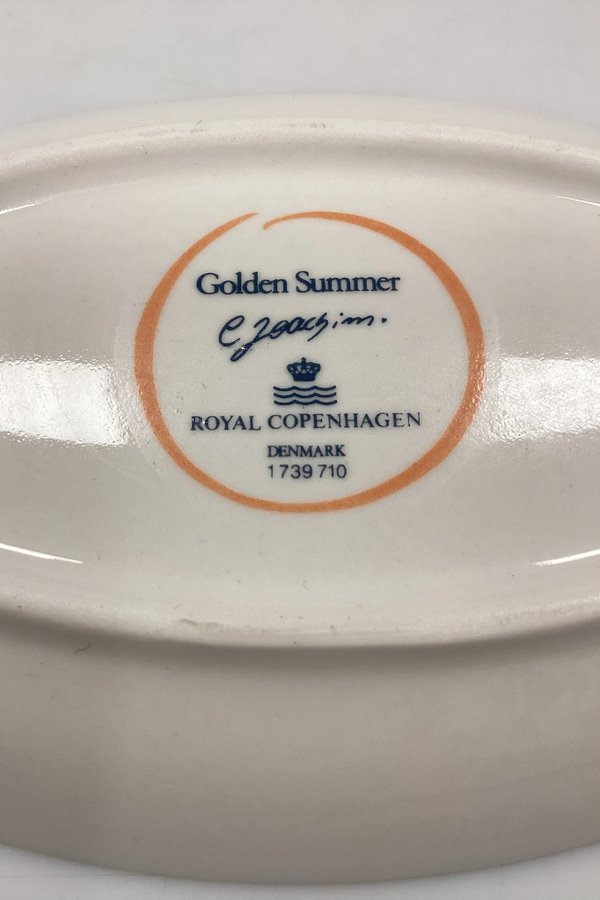 Golden Summer
C Joachim.
ROYAL COPENHAGEN
DENMARK
1739 710